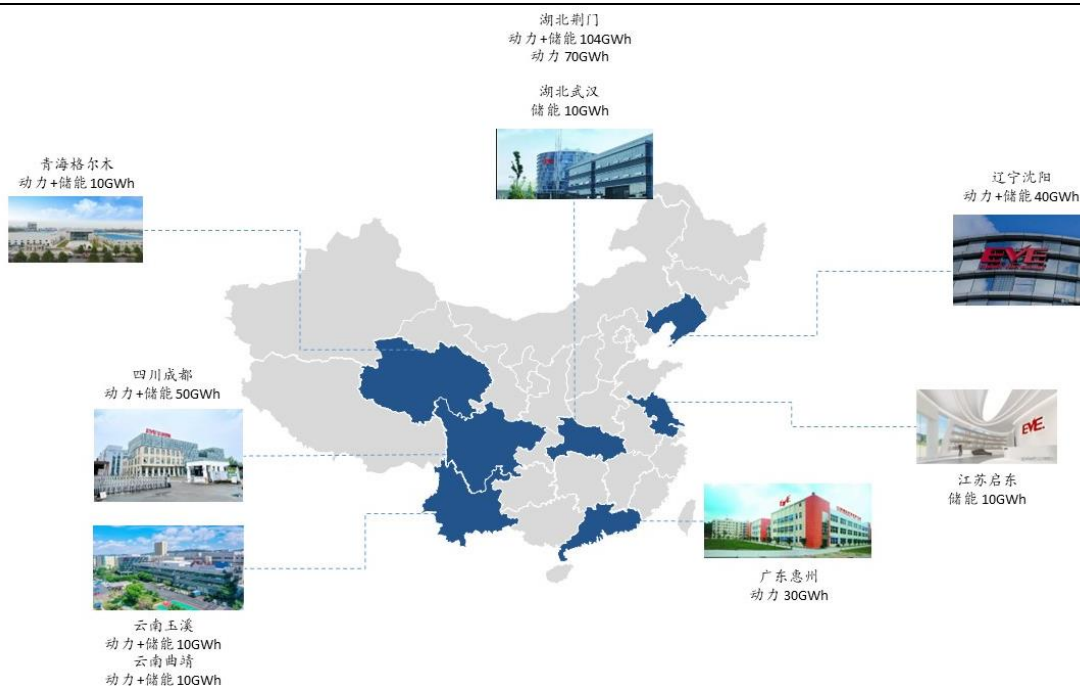 湖北荆门
动力+储能 104GWh
动力 70GWh
湖北武汉
储能 10GWh
青海格尔木
动力+储能 10GWh
辽宁沈阳
动力+储能 40GWh
EVE
四川成都
动力+储能 50GWh
EVE
EVE
江苏启东
储能 10GWh
EVE
广东惠州
动力 30GWh
云南玉溪
动力+储能 10GWh
云南曲靖
动力+储能 10GWh